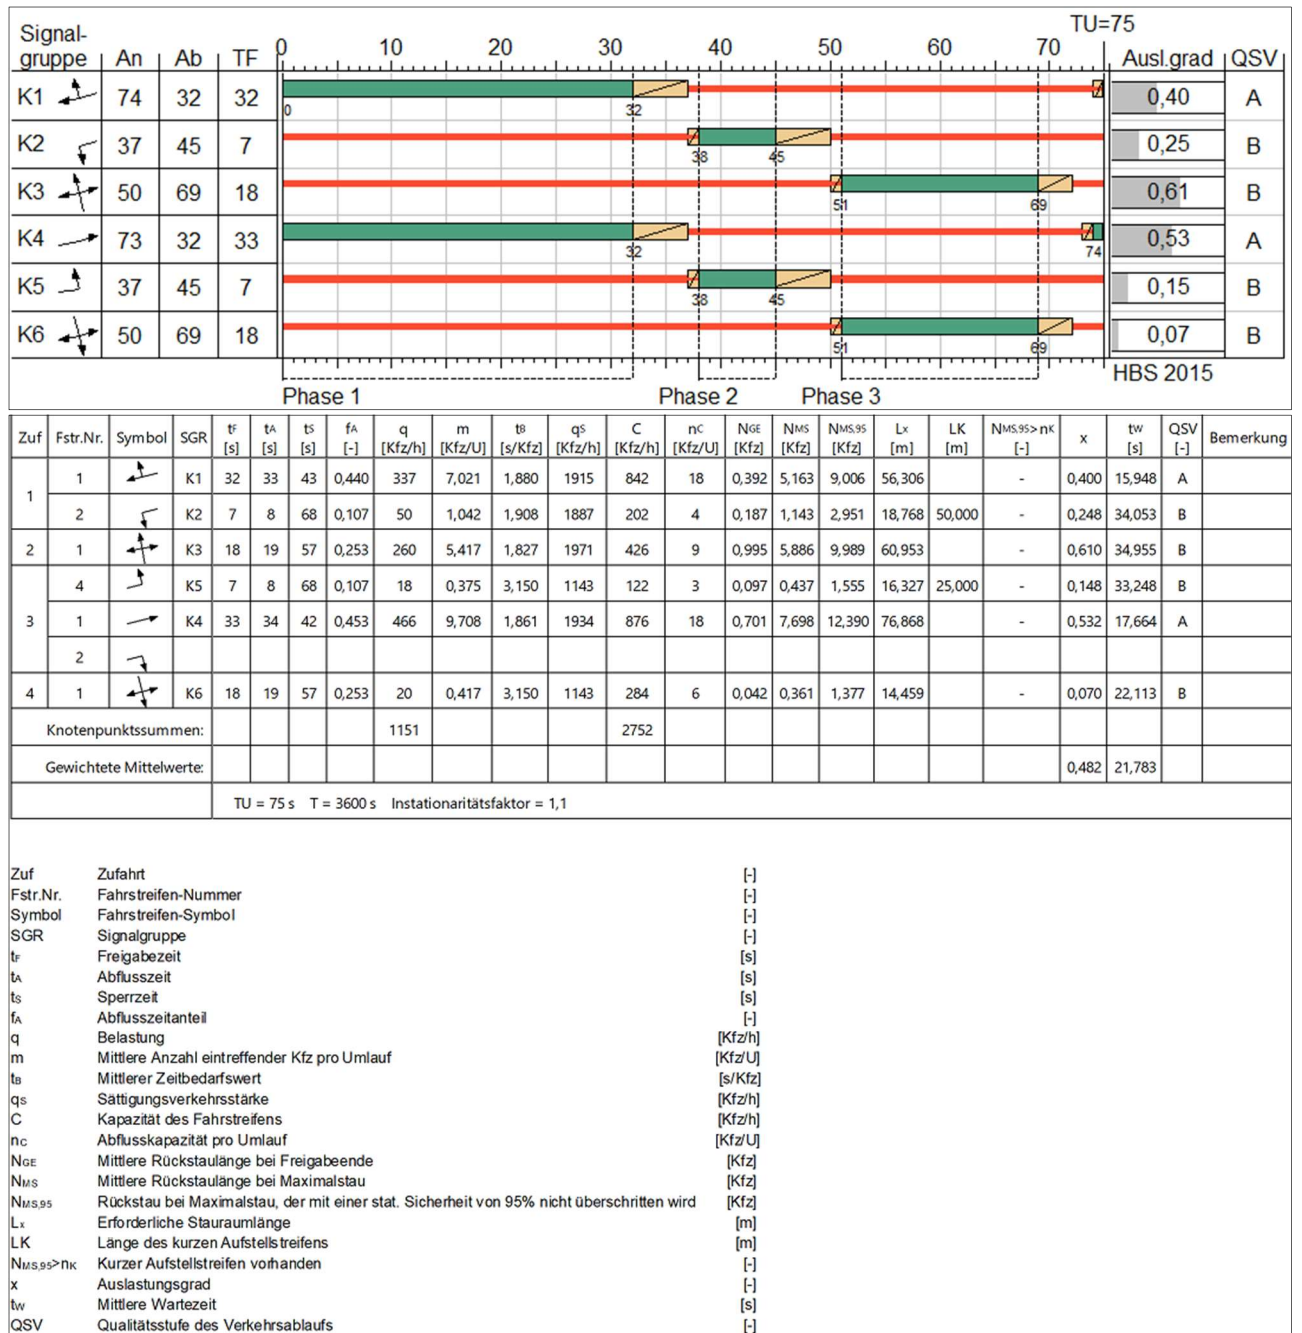 TU=75
Signal-
gruppe An Ab TF 0 10 20 30 40 50 60 70 Ausl.grad QSV
K1 74 32 32 0 32 0,40 A
K2 37 45 7 38 45 0,25 B
K3 50 69 18 51 69 0,61 B
K4 73 32 33 32 74 0,53 A
K5 37 45 7 38 45 0,15 B
K6 50 69 18 51 69 0,07 B
HBS 2015
Phase 1 Phase 2 Phase 3
Zuf Fstr.Nr. Symbol SGR tF [s] tA [s] tS [s] fA [-] q [Kfz/h] m [Kfz/U] tB [s/Kfz] qS [Kfz/h] C [Kfz/h] nC [Kfz/U] NGE [Kfz] NMS [Kfz] NMS,95 [Kfz] Lx [m] LK [m] NMS,95>nK [-] x tW [s] QSV [-] Bemerkung
1 1 K1 32 33 43 0,440 337 7,021 1,880 1915 842 18 0,392 5,163 9,006 56,306 - 0,400 15,948 A
2 K2 7 8 68 0,107 50 1,042 1,908 1887 202 4 0,187 1,143 2,951 18,768 50,000 - 0,248 34,053 B
2 1 K3 18 19 57 0,253 260 5,417 1,827 1971 426 9 0,995 5,886 9,989 60,953 - 0,610 34,955 B
3 4 K5 7 8 68 0,107 18 0,375 3,150 1143 122 3 0,097 0,437 1,555 16,327 25,000 - 0,148 33,248 B
1 K4 33 34 42 0,453 466 9,708 1,861 1934 876 18 0,701 7,698 12,390 76,868 - 0,532 17,664 A
2
4 1 K6 18 19 57 0,253 20 0,417 3,150 1143 284 6 0,042 0,361 1,377 14,459 - 0,070 22,113 B
Knotenpunktssummen: 1151 2752
Gewichtete Mittelwerte: 0,482 21,783
TU = 75 s T = 3600 s Instationaritätsfaktor = 1,1
Zuf Zufahrt [-]
Fstr.Nr. Fahrstreifen-Nummer [-]
Symbol Fahrstreifen-Symbol [-]
SGR Signalgruppe [-]
tF Freigabezeit [s]
tA Abflusszeit [s]
tS Sperrzeit [s]
fA Abflusszeitanteil [-]
q Belastung [Kfz/h]
m Mittlere Anzahl eintreffender Kfz pro Umlauf [Kfz/U]
tB Mittlerer Zeitbedarfswert [s/Kfz]
qS Sättigungsverkehrsstärke [Kfz/h]
C Kapazität des Fahrstreifens [Kfz/h]
nC Abflusskapazität pro Umlauf [Kfz/U]
NGE Mittlere Rückstaulänge bei Freigabeende [Kfz]
NMS Mittlere Rückstaulänge bei Maximalstau [Kfz]
NMS,95 Rückstau bei Maximalstau, der mit einer stat. Sicherheit von 95% nicht überschritten wird [Kfz]
Lx Erforderliche Stauraumlänge [m]
LK Länge des kurzen Aufstellstreifens [m]
NMS,95>nK Kurzer Aufstellstreifen vorhanden [-]
x Auslastungsgrad [-]
tW Mittlere Wartezeit [s]
QSV Qualitätsstufe des Verkehrsablaufs [-]